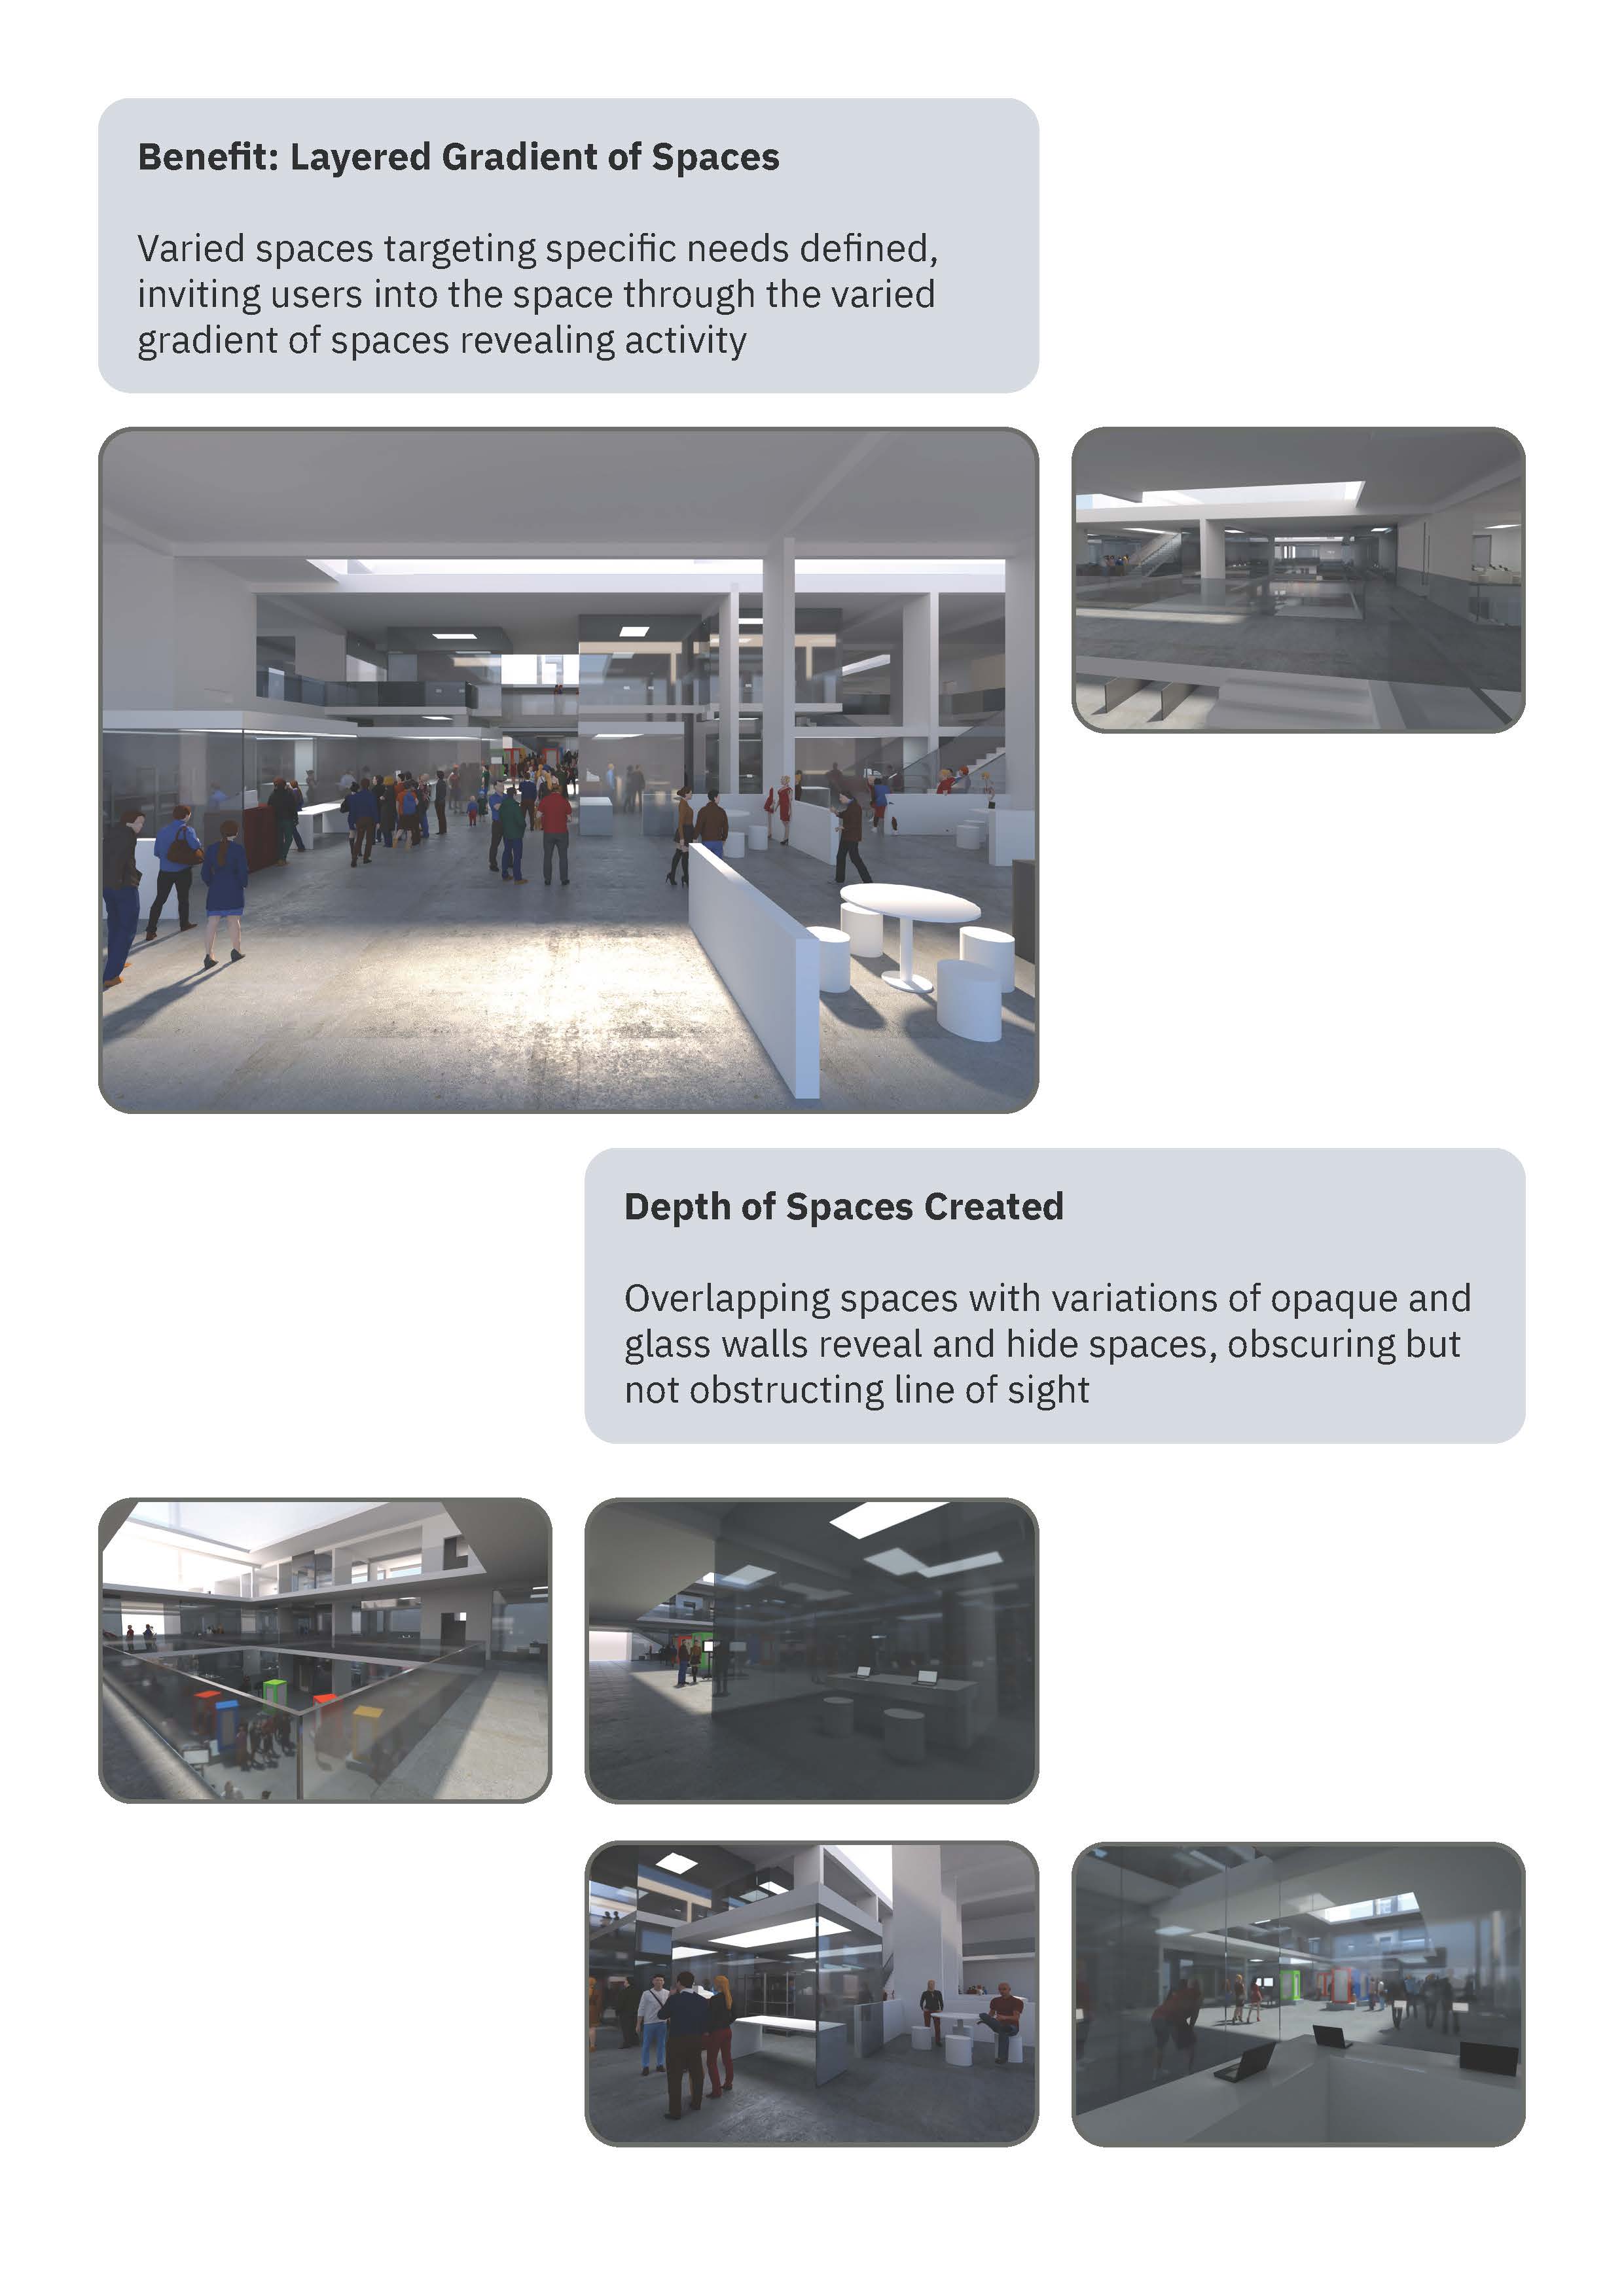 Benefit: Layered Gradient of Spaces
Varied spaces targeting specific needs defined,
inviting users into the space through the varied
gradient of spaces revealing activity
Depth of Spaces Created
Overlapping spaces with variations of opaque and
glass walls reveal and hide spaces, obscuring but
not obstructing line of sight